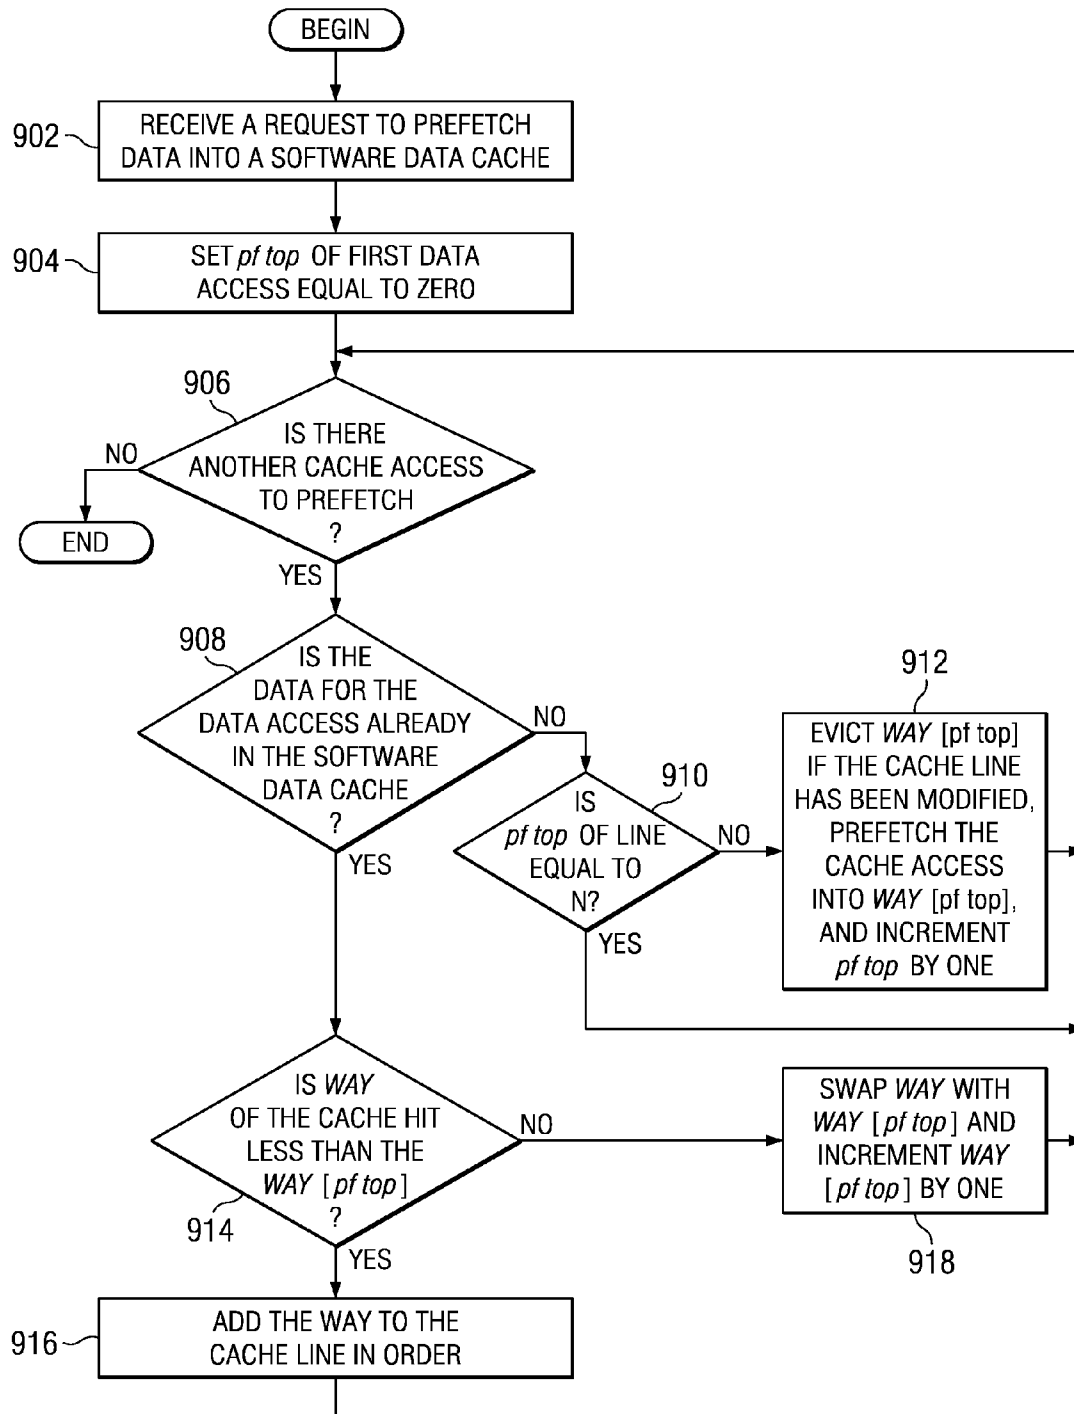 BEGIN
902
RECEIVE A REQUEST TO PREFETCH
DATA INTO A SOFTWARE DATA CACHE
904
SET pf top OF FIRST DATA
ACCESS EQUAL TO ZERO
906
IS THERE
ANOTHER CACHE ACCESS
TO PREFETCH
?
NO
END
YES
908
IS THE
DATA FOR THE
DATA ACCESS ALREADY
IN THE SOFTWARE
DATA CACHE
?
NO
YES
910
IS
pf top OF LINE
EQUAL TO
N?
NO
YES
912
EVICT WAY [pf top]
IF THE CACHE LINE
HAS BEEN MODIFIED,
PREFETCH THE
CACHE ACCESS
INTO WAY [pf top],
AND INCREMENT
pf top BY ONE
914
IS WAY
OF THE CACHE HIT
LESS THAN THE
WAY [pf top]
?
NO
YES
SWAP WAY WITH
WAY [pf top] AND
INCREMENT WAY
[pf top] BY ONE
918
916
ADD THE WAY TO THE
CACHE LINE IN ORDER